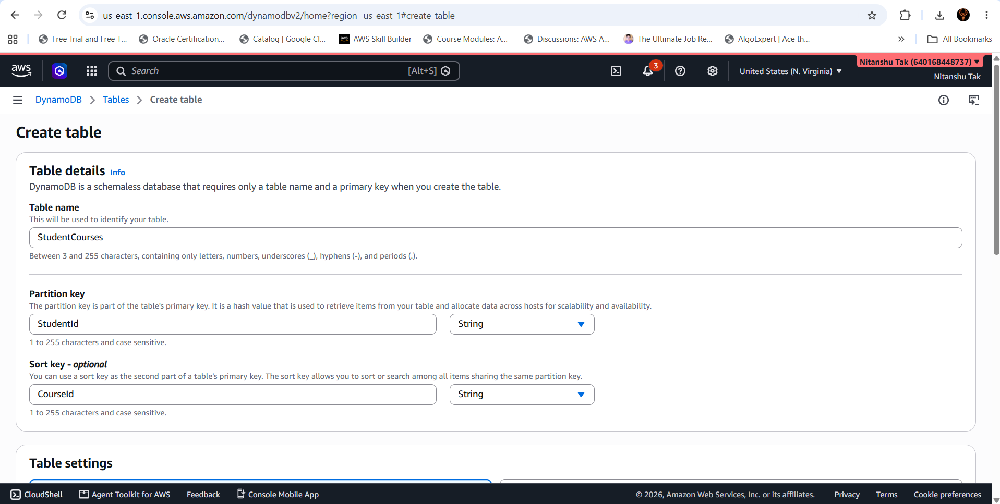 us-east-1.console.aws.amazon.com/dynamodbv2/home?region=us-east-1#create-table
Free Trial and Free T...
Oracle Certification...
Catalog | Google Cl...
aws
AWS Skill Builder
Course Modules: A...
Discussions: AWS A...
The Ultimate Job Re...
AlgoExpert | Ace th...
All Bookmarks
aws
Search
[Alt+S]
3
United States (N. Virginia)
Nitanshu Tak (640168448737)
Nitanshu Tak
DynamoDB
Tables
Create table
Create table
Table details Info
DynamoDB is a schemaless database that requires only a table name and a primary key when you create the table.
Table name
This will be used to identify your table.
StudentCourses
Between 3 and 255 characters, containing only letters, numbers, underscores (_), hyphens (-), and periods (.).
Partition key
The partition key is part of the table's primary key. It is a hash value that is used to retrieve items from your table and allocate data across hosts for scalability and availability.
StudentId
String
1 to 255 characters and case sensitive.
Sort key - optional
You can use a sort key as the second part of a table's primary key. The sort key allows you to sort or search among all items sharing the same partition key.
CourseId
String
1 to 255 characters and case sensitive.
Table settings
CloudShell
Agent Toolkit for AWS
Feedback
Console Mobile App
© 2026, Amazon Web Services, Inc. or its affiliates.
Privacy
Terms
Cookie preferences